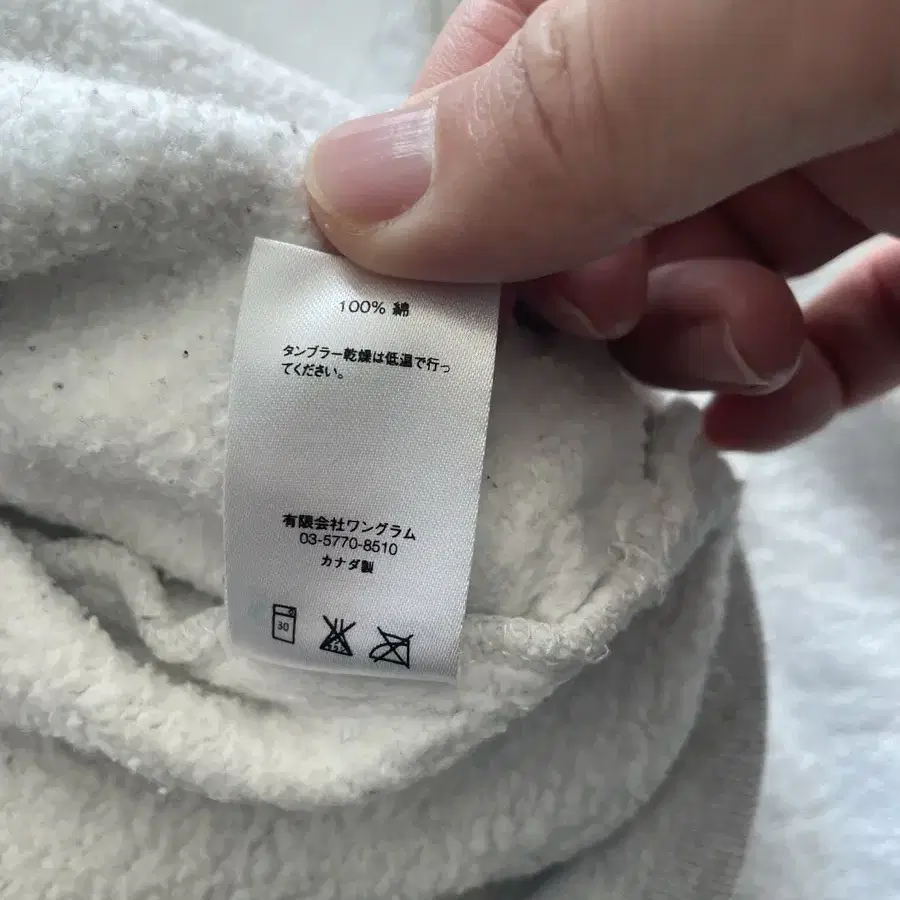 100% 綿
タンブラー乾燥は低温で行っ
てください。
有限会社ワングラム
03-5770-8510
カナダ製
30